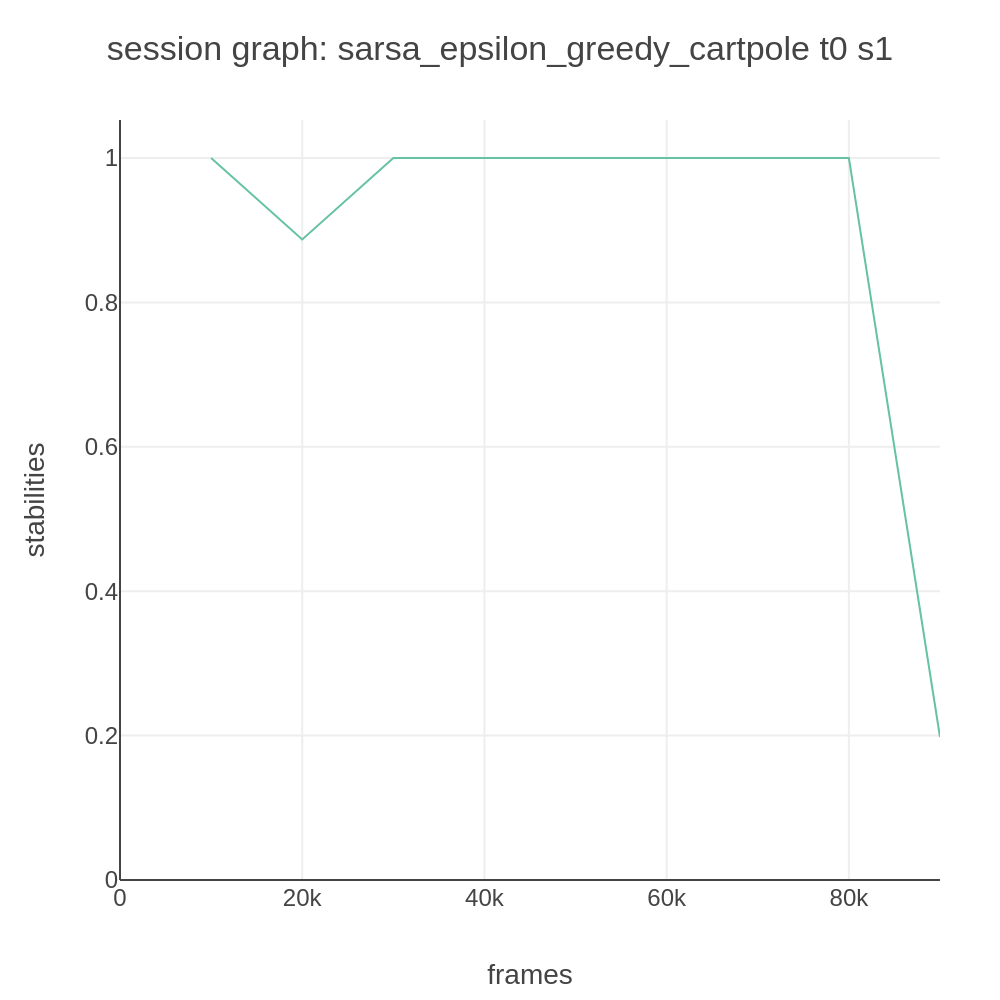 session graph: sarsa_epsilon_greedy_cartpole t0 s1
1
0.8
0.6
0.4
0.2
0
stabilities
0
20k
40k
60k
80k
frames